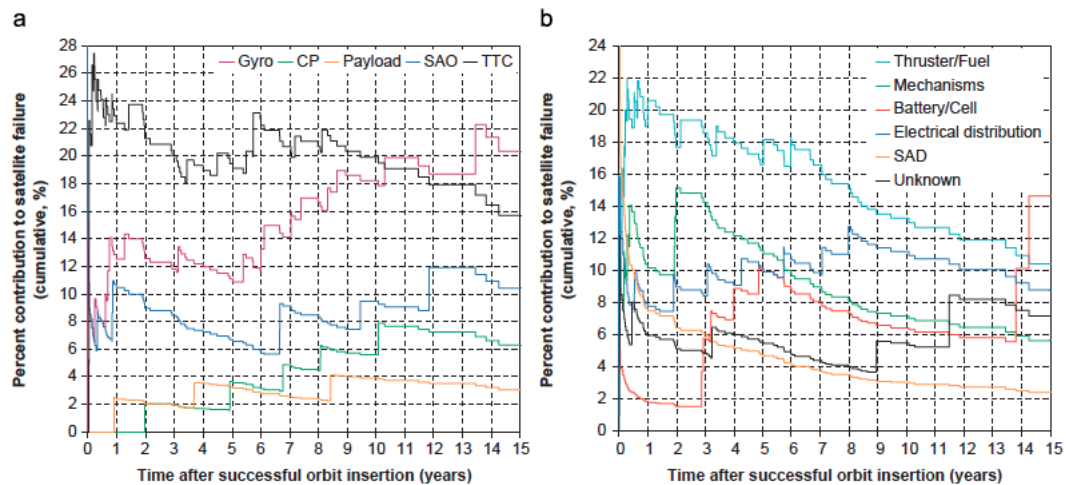 a
28
26
24
22
20
18
16
14
12
10
8
6
4
2
0
Percent contribution to satellite failure
(cumulative, %)
Gyro CP Payload SAO TTC
0 1 2 3 4 5 6 7 8 9 10 11 12 13 14 15
Time after successful orbit insertion (years)
b
24
22
20
18
16
14
12
10
8
6
4
2
0
Percent contribution to satellite failure
(cumulative, %)
Thruster/Fuel
Mechanisms
Battery/Cell
Electrical distribution
SAD
Unknown
0 1 2 3 4 5 6 7 8 9 10 11 12 13 14 15
Time after successful orbit insertion (years)